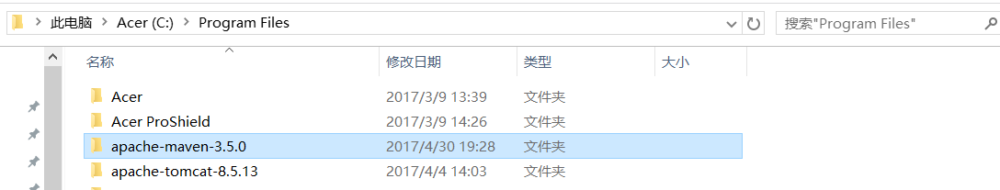 此电脑 Acer (C:) Program Files 搜索"Program Files"
名称 修改日期 类型 大小
Acer 2017/3/9 13:39 文件夹
Acer ProShield 2017/3/9 14:26 文件夹
apache-maven-3.5.0 2017/4/30 19:28 文件夹
apache-tomcat-8.5.13 2017/4/4 14:03 文件夹